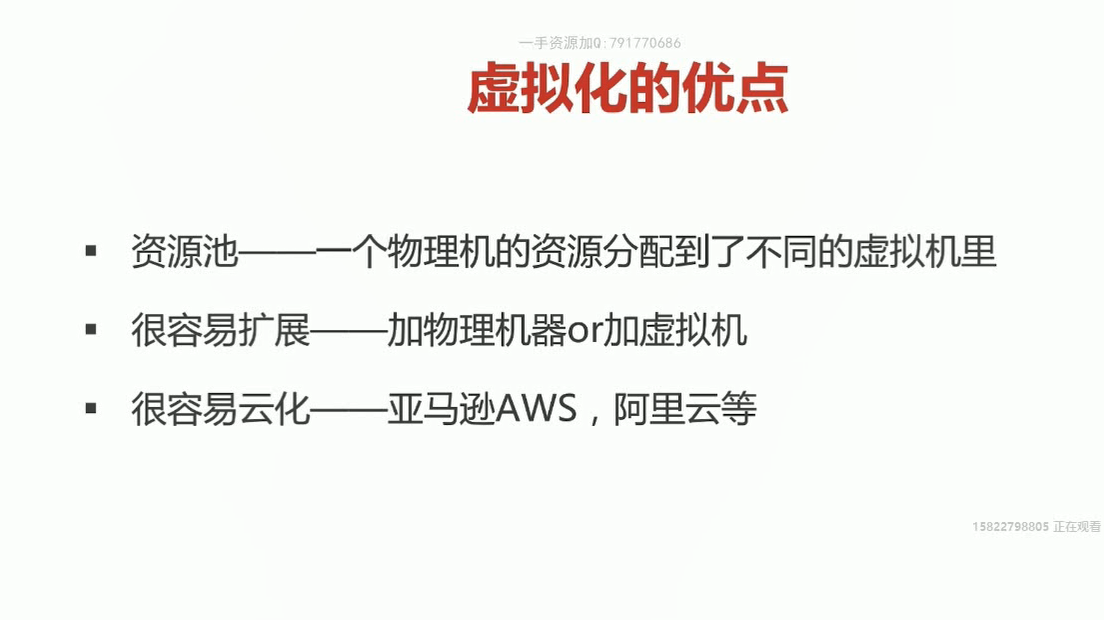 一手资源加Q:791770686
虚拟化的优点
▪ 资源池——一个物理机的资源分配到了不同的虚拟机里
▪ 很容易扩展——加物理机器or加虚拟机
▪ 很容易云化——亚马逊AWS，阿里云等
15822798805 正在观看